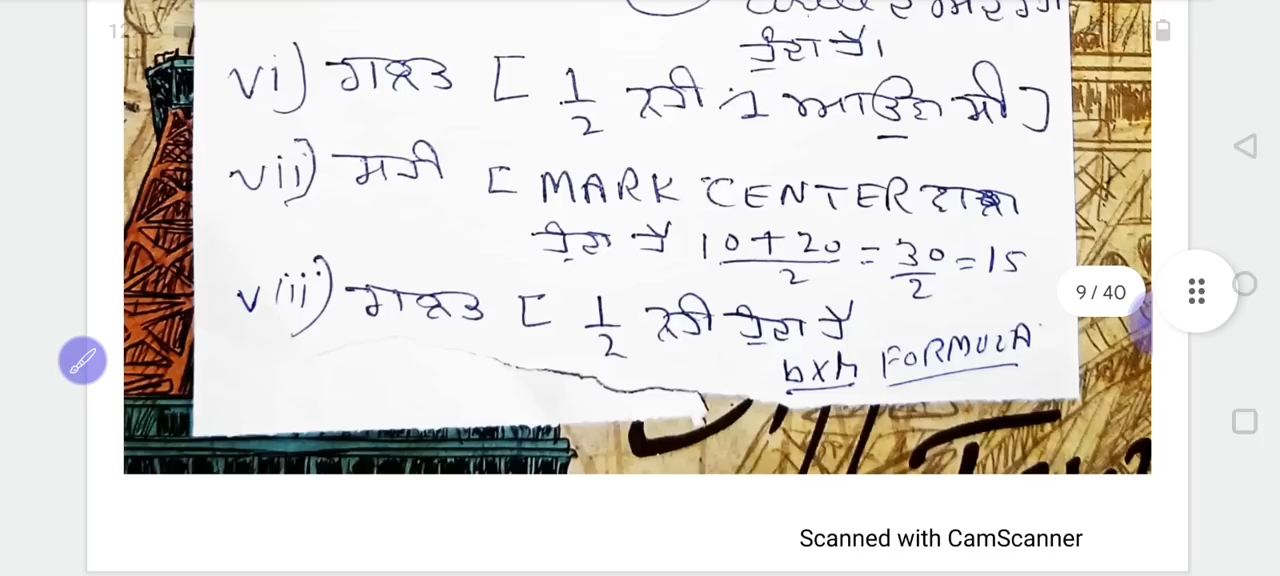 vi) ਗਲਤ [ 1/2 ਨਹੀਂ 1 ਆਉਣਾ ਸੀ ]
ਹੁੰਦਾ ਹੈ।
vii) ਸਹੀ [ MARK CENTER ਵਾਲਾ
ਹੁੰਦਾ ਹੈ 10+20/2 = 30/2 = 15
viii) ਗਲਤ [ 1/2 ਨਹੀਂ ਹੁੰਦਾ ਹੈ
b×h FORMULA
9 / 40
Scanned with CamScanner